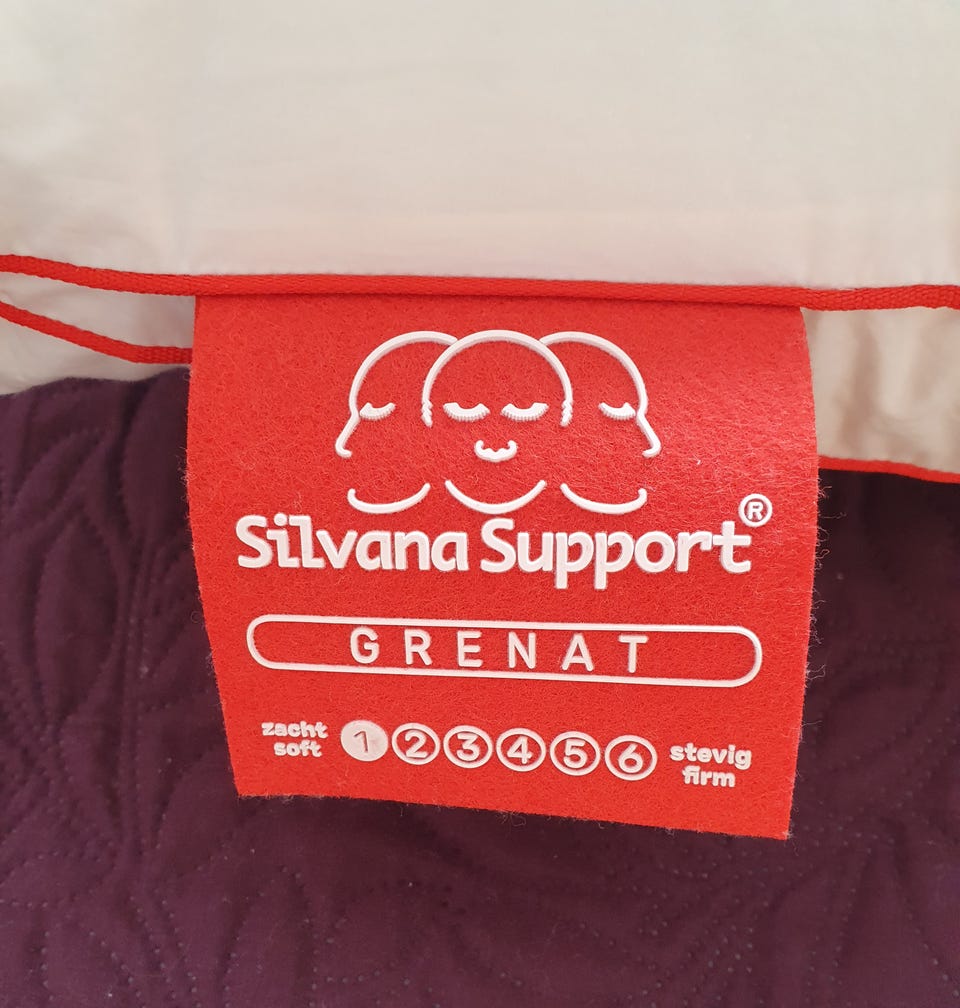 Silvana Support®
GRENAT
zacht
soft
1 2 3 4 5 6
stevig
firm